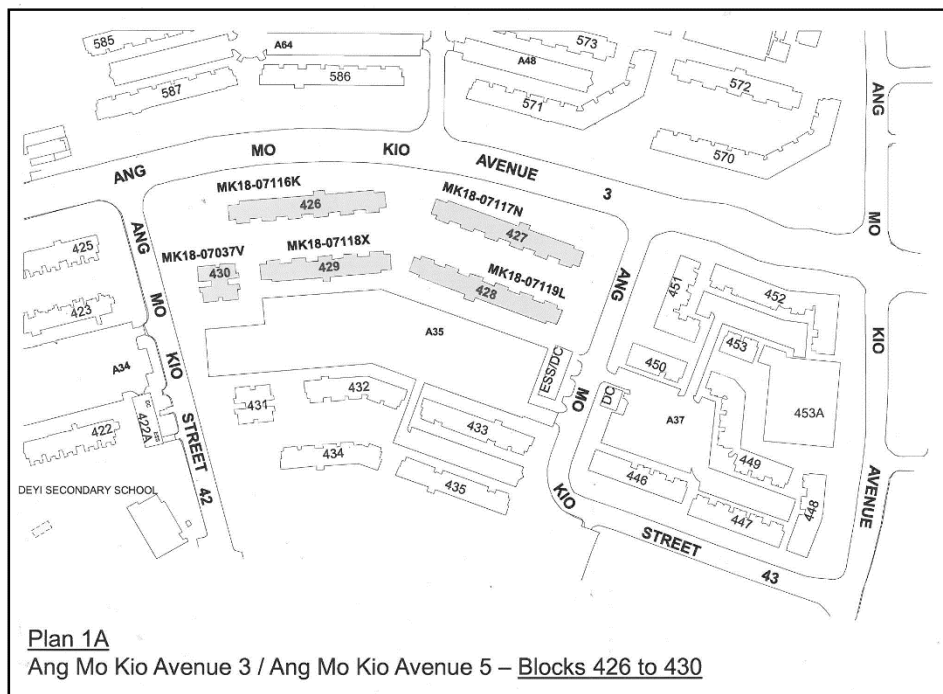 585
A64
573
586
A48
587
571
572
ANG
570
ANG MO KIO AVENUE 3
MO
MK18-07116K
426
MK18-07117N
427
ANG
425
MK18-07037V
430
MK18-07118X
429
MK18-07119L
428
ANG
451
452
MO
423
A35
453
KIO
A34
KIO
ESS/DC
450
453A
432
DC
431
MO
A37
422
422A
433
STREET
434
449
446
DEYI SECONDARY SCHOOL
435
KIO
448
AVENUE
42
447
STREET
43
Plan 1A
Ang Mo Kio Avenue 3 / Ang Mo Kio Avenue 5 – Blocks 426 to 430